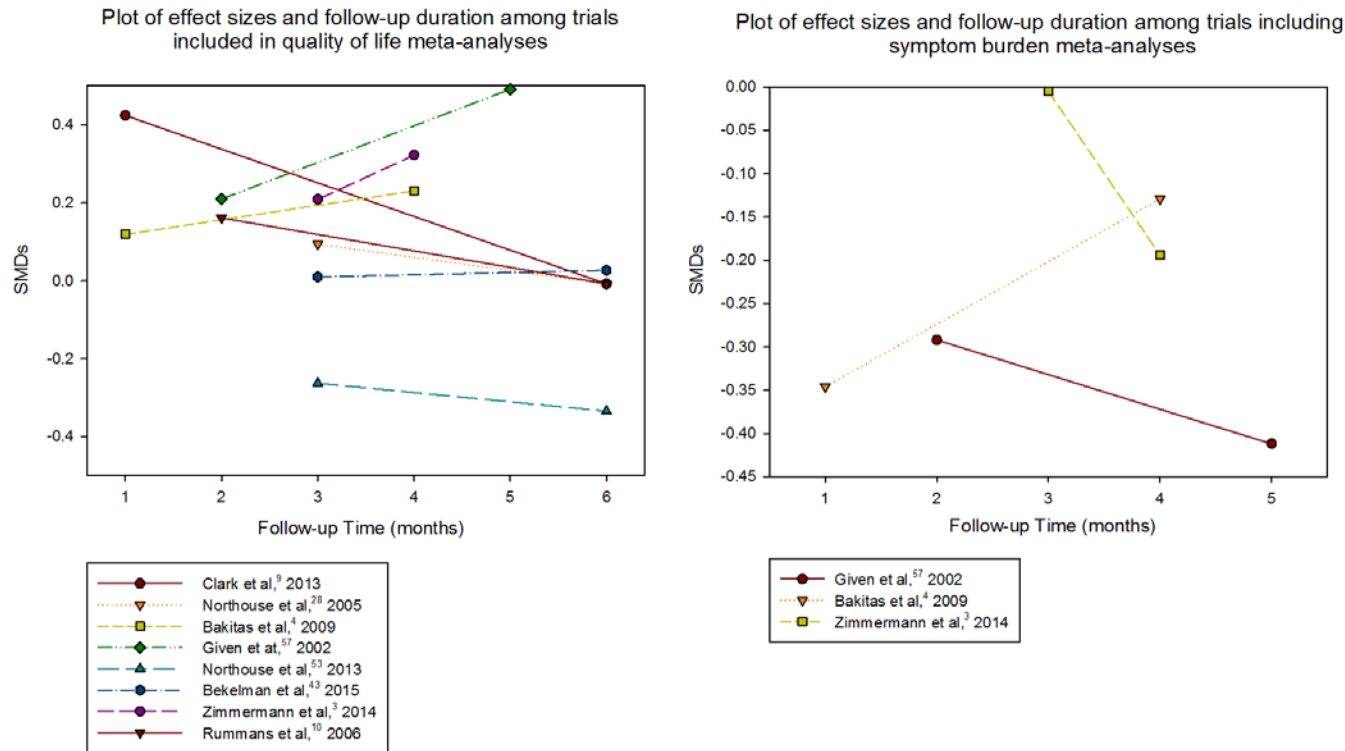 Plot of effect sizes and follow-up duration among trials
included in quality of life meta-analyses
0.4
0.2
0.0
-0.2
-0.4
SMDs
1 2 3 4 5 6
Follow-up Time (months)
Clark et al,⁹ 2013
Northouse et al,²⁸ 2005
Bakitas et al,⁴ 2009
Given et at,⁵⁷ 2002
Northouse et al,⁵³ 2013
Bekelman et al,⁴³ 2015
Zimmermann et al,³ 2014
Rummans et al,¹⁰ 2006
Plot of effect sizes and follow-up duration among trials including
symptom burden meta-analyses
0.00
-0.05
-0.10
-0.15
-0.20
-0.25
-0.30
-0.35
-0.40
-0.45
SMDs
1 2 3 4 5
Follow-up Time (months)
Given et al,⁵⁷ 2002
Bakitas et al,⁴ 2009
Zimmermann et al,³ 2014